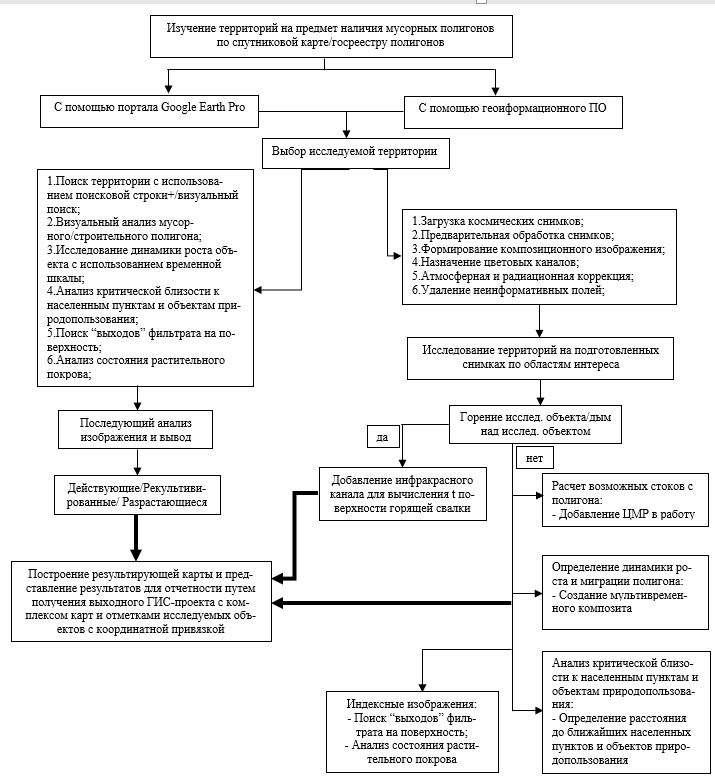 Изучение территорий на предмет наличия мусорных полигонов
по спутниковой карте/госреестру полигонов
С помощью портала Google Earth Pro
С помощью геоиформационного ПО
Выбор исследуемой территории
1.Поиск территории с использова-
нием поисковой строки+/визуальный
поиск;
2.Визуальный анализ мусор-
ного/строительного полигона;
3.Исследование динамики роста объ-
екта с использованием временной
шкалы;
4.Анализ критической близости к
населенным пунктам и объектам при-
родопользования;
5.Поиск “выходов” фильтрата на по-
верхность;
6.Анализ состояния растительного
покрова;
1.Загрузка космических снимков;
2.Предварительная обработка снимков;
3.Формирование композиционного изображения;
4.Назначение цветовых каналов;
5.Атмосферная и радиационная коррекция;
6.Удаление неинформативных полей;
Исследование территорий на подготовленных
снимках по областям интереса
Последующий анализ
изображения и вывод
Горение исслед. объекта/дым
над исслед. объектом
да
нет
Действующие/Рекультиви-
рованные/ Разрастающиеся
Добавление инфракрасного
канала для вычисления t по-
верхности горящей свалки
Расчет возможных стоков с
полигона:
- Добавление ЦМР в работу
Построение результирующей карты и пред-
ставление результатов для отчетности путем
получения выходного ГИС-проекта с ком-
плексом карт и отметками исследуемых объ-
ектов с координатной привязкой
Определение динамики ро-
ста и миграции полигона:
- Создание мультивремен-
ного композита
Индексные изображения:
- Поиск “выходов” филь-
трата на поверхность;
- Анализ состояния расти-
тельного покрова
Анализ критической близо-
сти к населенным пунктам и
объектам природопользова-
ния:
- Определение расстояния
до ближайших населенных
пунктов и объектов приро-
допользования